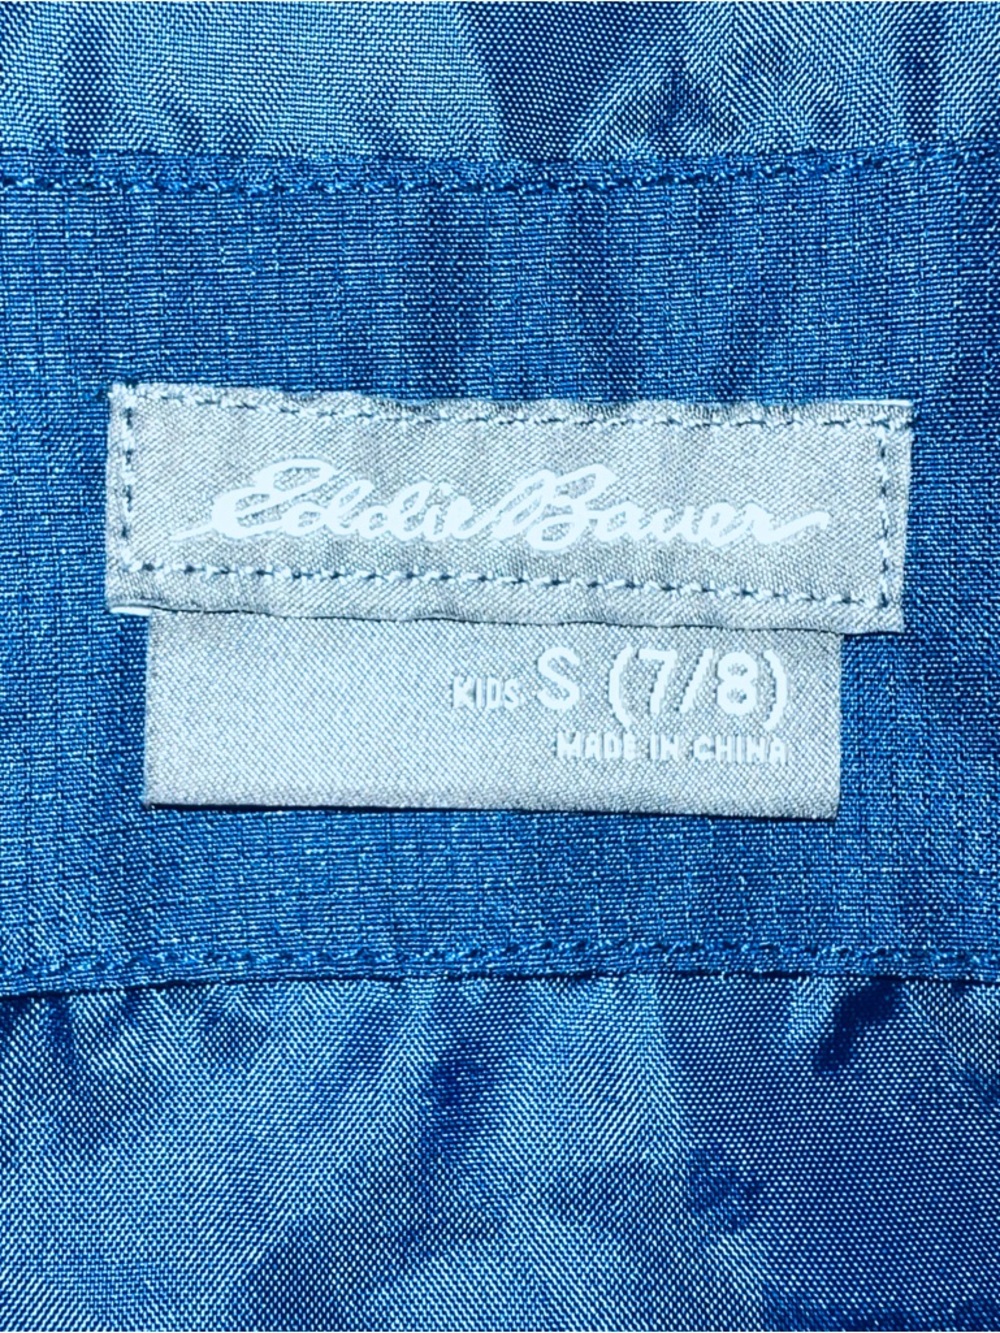 Eddie Bauer
KIDS S (7/8)
MADE IN CHINA